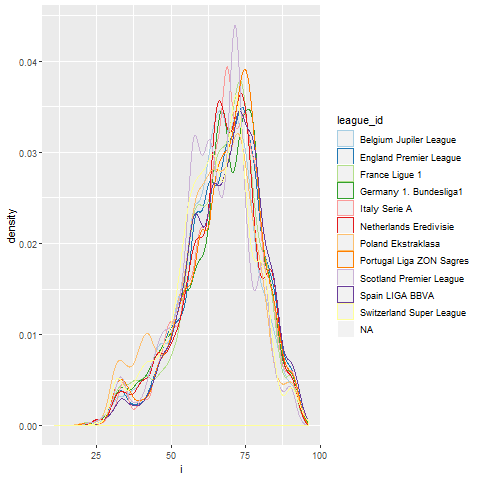 0.04
0.03
0.02
0.01
0.00
density
25
50
75
100
i
league_id
Belgium Jupiler League
England Premier League
France Ligue 1
Germany 1. Bundesliga1
Italy Serie A
Netherlands Eredivisie
Poland Ekstraklasa
Portugal Liga ZON Sagres
Scotland Premier League
Spain LIGA BBVA
Switzerland Super League
NA